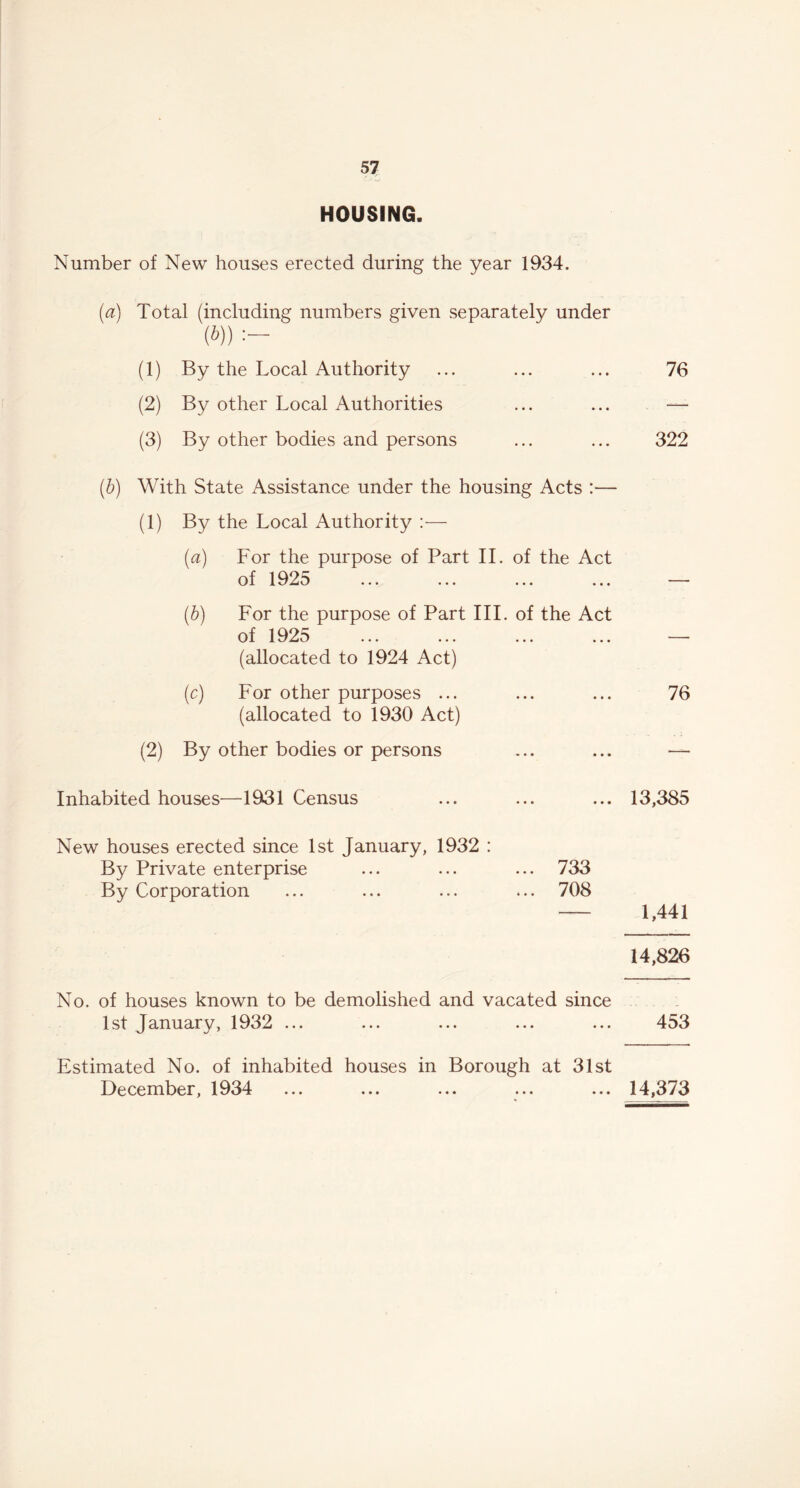 57
HOUSING.
Number of New houses erected during the year 1934.
(a) Total (including numbers given separately under
(b)) :—
(1) By the Local Authority ... ... ... 76
(2) By other Local Authorities ... ... —
(3) By other bodies and persons ... ... 322
(b) With State Assistance under the housing Acts :—
(1) By the Local Authority :—
(a) For the purpose of Part II. of the Act
of 1925 ... ... ... ... —
(b) For the purpose of Part III. of the Act
of 1925 ... ... ... ... —
(allocated to 1924 Act)
(c) For other purposes ... ... ... 76
(allocated to 1930 Act)
(2) By other bodies or persons ... ... —
Inhabited houses—1931 Census ... ... ... 13,385
New houses erected since 1st January, 1932 :
By Private enterprise ... ... ... 733
By Corporation ... ... ... ... 708
— 1,441
14,826
No. of houses known to be demolished and vacated since
1st January, 1932 ... ... ... ... ... 453
Estimated No. of inhabited houses in Borough at 31st
December, 1934 ... ... ... ... ... 14,373